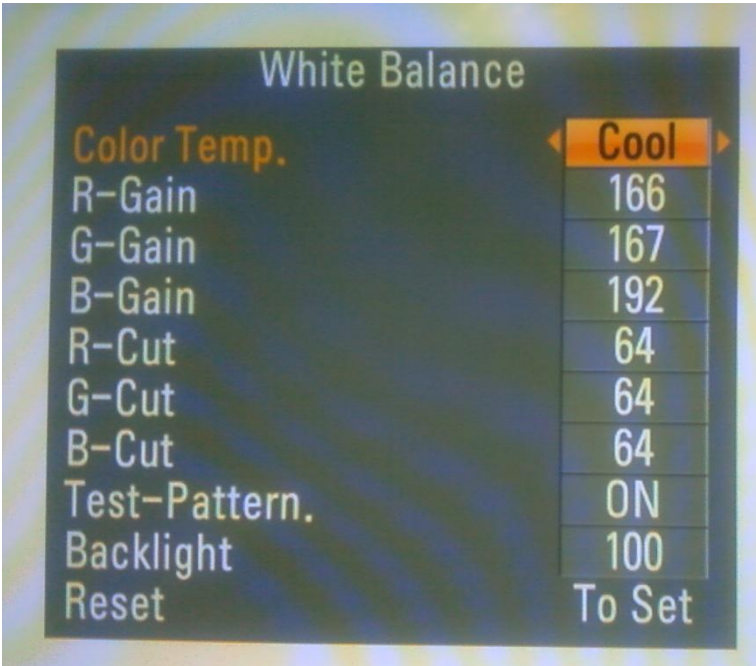 White Balance
Color Temp. Cool
R-Gain 166
G-Gain 167
B-Gain 192
R-Cut 64
G-Cut 64
B-Cut 64
Test-Pattern. ON
Backlight 100
Reset To Set